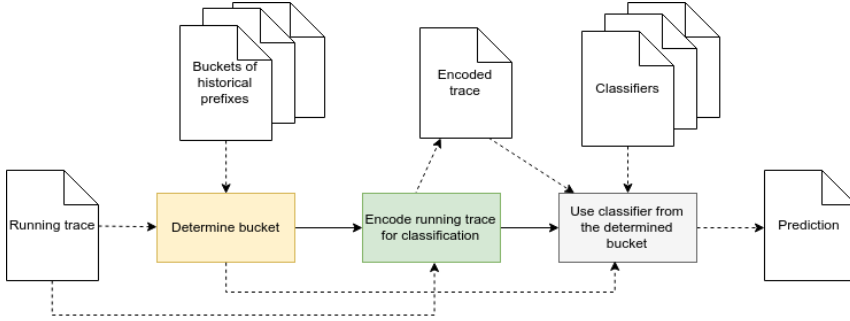 Buckets of
historical
prefixes
Encoded
trace
Classifiers
Running trace
Determine bucket
Encode running trace
for classification
Use classifier from
the determined
bucket
Prediction